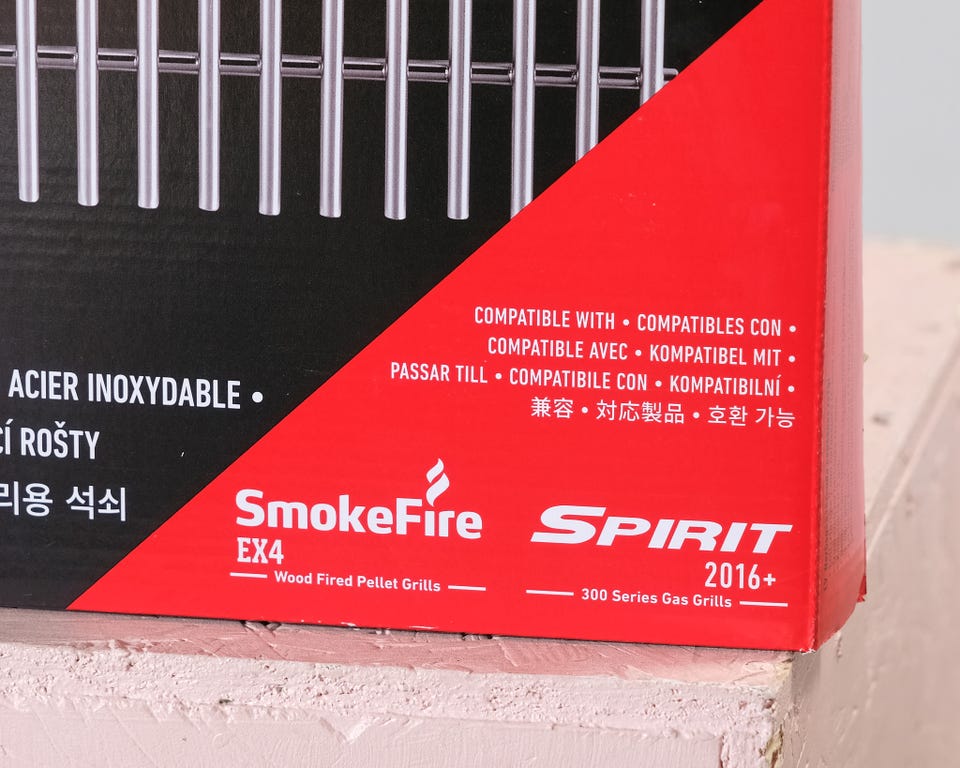 ACIER INOXYDABLE •
CÍ ROŠTY
리용 석쇠
COMPATIBLE WITH • COMPATIBLES CON •
COMPATIBLE AVEC • KOMPATIBEL MIT •
PASSAR TILL • COMPATIBILE CON • KOMPATIBILNÍ •
兼容 • 対応製品 • 호환 가능
SmokeFire
EX4
Wood Fired Pellet Grills
SPIRIT
2016+
300 Series Gas Grills